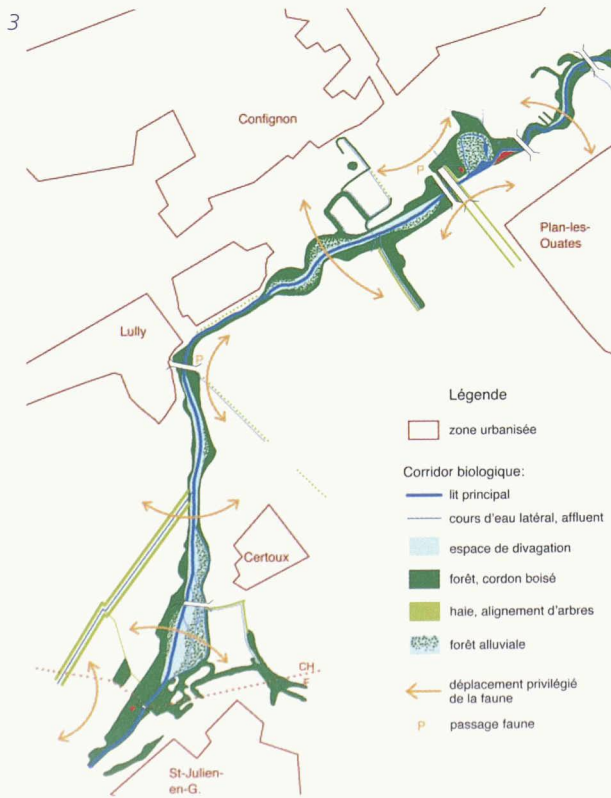 3
Confignon
P
Plan-les-
Ouates
Lully
P
Certoux
CH
F
St-Julien-
en-G.
Légende
zone urbanisée
Corridor biologique:
lit principal
cours d'eau latéral, affluent
espace de divagation
forêt, cordon boisé
haie, alignement d'arbres
forêt alluviale
déplacement privilégié
de la faune
P passage faune